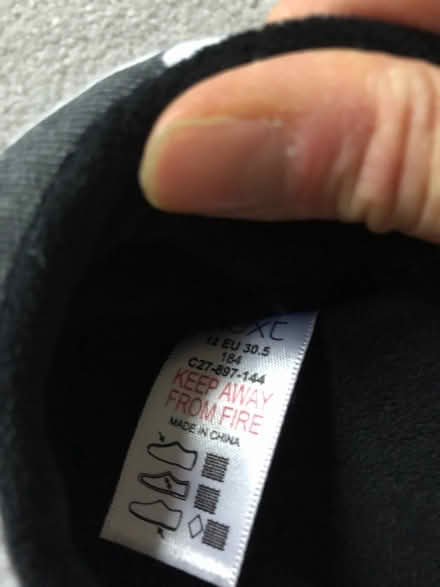 12 EU 30.5
184
C27-897-144
KEEP AWAY
FROM FIRE
MADE IN CHINA